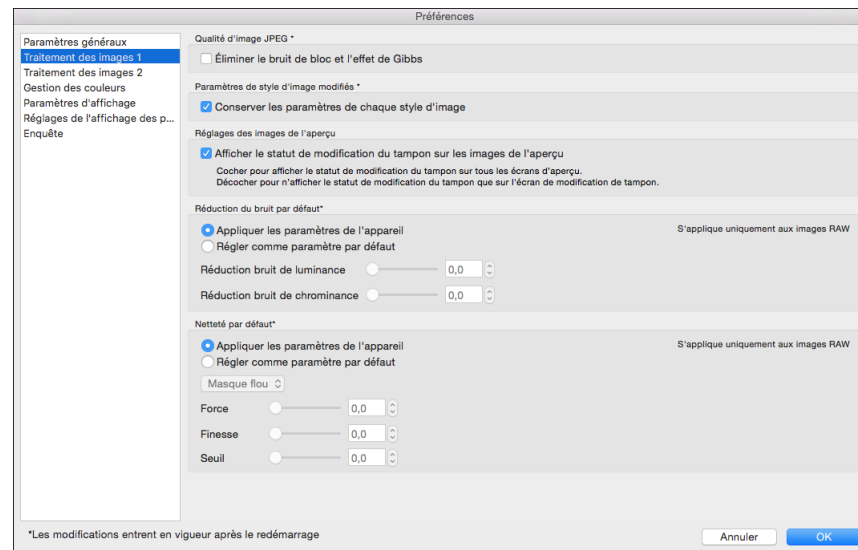 Préférences
Paramètres généraux
Traitement des images 1
Traitement des images 2
Gestion des couleurs
Paramètres d'affichage
Réglages de l'affichage des p...
Enquête
Qualité d'image JPEG *
Éliminer le bruit de bloc et l'effet de Gibbs
Paramètres de style d'image modifiés *
Conserver les paramètres de chaque style d'image
Réglages des images de l'aperçu
Afficher le statut de modification du tampon sur les images de l'aperçu
Cocher pour afficher le statut de modification du tampon sur tous les écrans d'aperçu.
Décocher pour n'afficher le statut de modification du tampon que sur l'écran de modification de tampon.
Réduction du bruit par défaut*
Appliquer les paramètres de l'appareil
S'applique uniquement aux images RAW
Régler comme paramètre par défaut
Réduction bruit de luminance 0,0
Réduction bruit de chrominance 0,0
Netteté par défaut*
Appliquer les paramètres de l'appareil
S'applique uniquement aux images RAW
Régler comme paramètre par défaut
Masque flou
Force 0,0
Finesse 0,0
Seuil 0,0
*Les modifications entrent en vigueur après le redémarrage
Annuler
OK